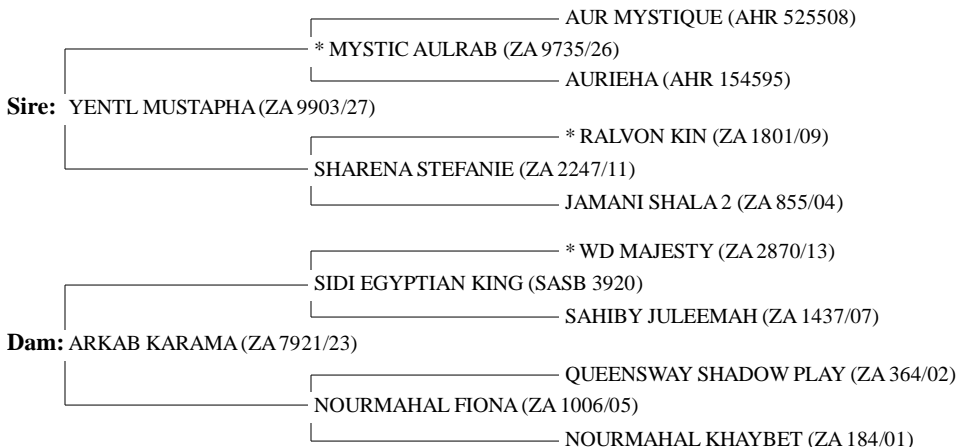 AUR MYSTIQUE (AHR 525508)
* MYSTIC AULRAB (ZA 9735/26)
AURIEHA (AHR 154595)
Sire: YENTL MUSTAPHA (ZA 9903/27)
* RALVON KIN (ZA 1801/09)
SHARENA STEFANIE (ZA 2247/11)
JAMANI SHALA 2 (ZA 855/04)
* WD MAJESTY (ZA 2870/13)
SIDI EGYPTIAN KING (SASB 3920)
SAHIBY JULEEMAH (ZA 1437/07)
Dam: ARKAB KARAMA (ZA 7921/23)
QUEENSWAY SHADOW PLAY (ZA 364/02)
NOURMAHAL FIONA (ZA 1006/05)
NOURMAHAL KHAYBET (ZA 184/01)